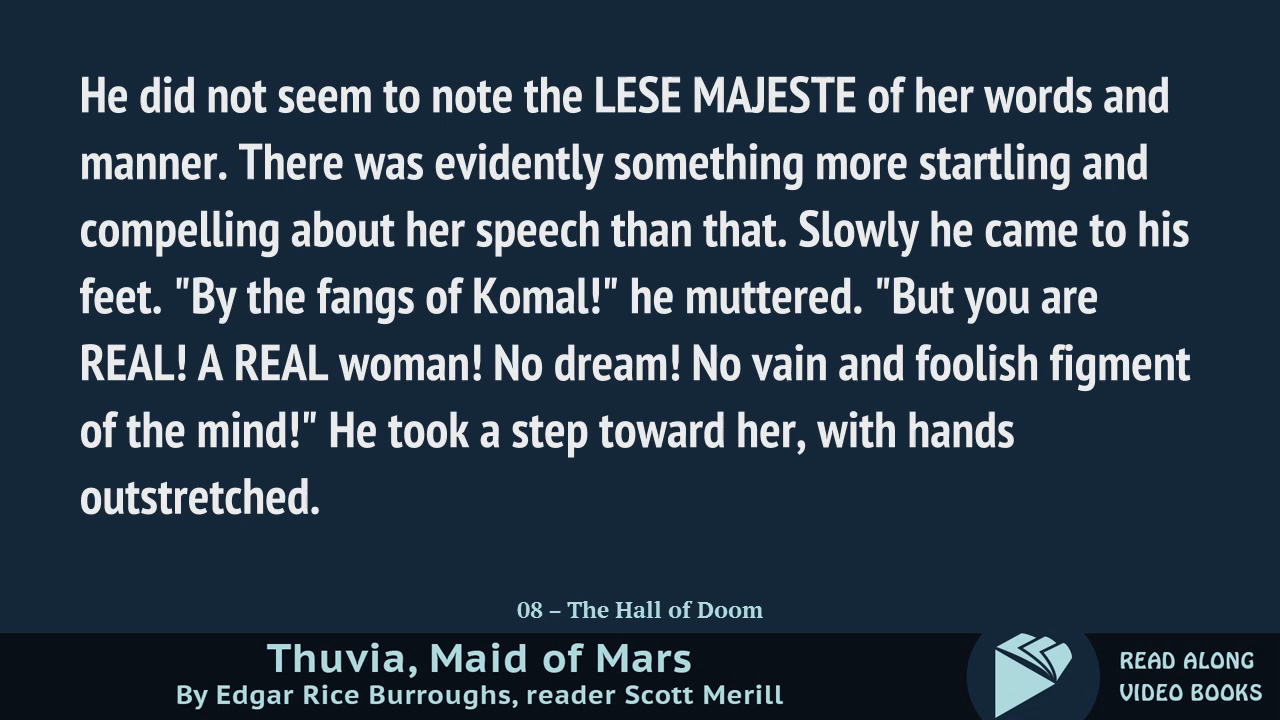 He did not seem to note the LESE MAJESTE of her words and
manner. There was evidently something more startling and
compelling about her speech than that. Slowly he came to his
feet. "By the fangs of Komal!" he muttered. "But you are
REAL! A REAL woman! No dream! No vain and foolish figment
of the mind!" He took a step toward her, with hands
outstretched.
08 – The Hall of Doom
Thuvia, Maid of Mars
By Edgar Rice Burroughs, reader Scott Merill
READ ALONG
VIDEO BOOKS